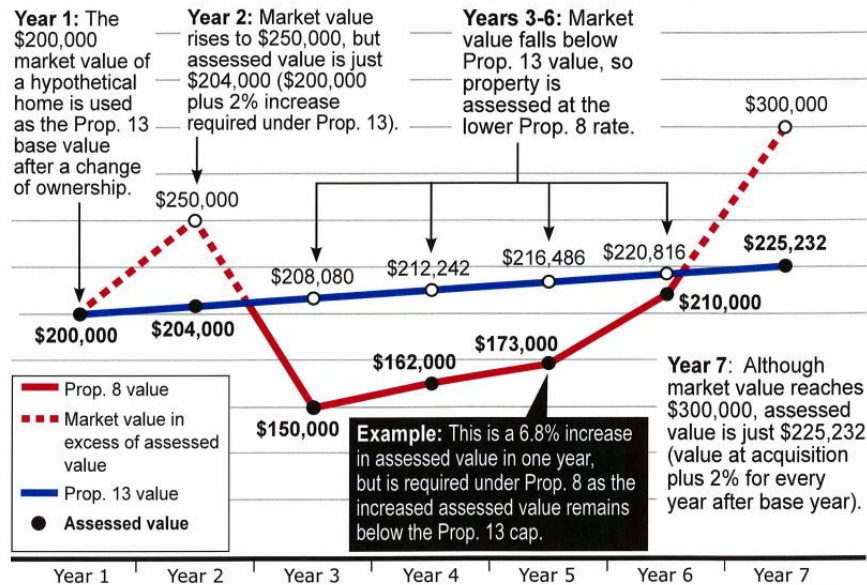 Year 1: The
$200,000
market value of
a hypothetical
home is used
as the Prop. 13
base value
after a change
of ownership.
Year 2: Market value
rises to $250,000, but
assessed value is just
$204,000 ($200,000
plus 2% increase
required under Prop. 13).
Years 3-6: Market
value falls below
Prop. 13 value, so
property is
assessed at the
lower Prop. 8 rate.
$300,000
$250,000
$208,080
$212,242
$216,486
$220,816
$225,232
$200,000
$204,000
$210,000
$173,000
$162,000
$150,000
Year 7: Although
market value reaches
$300,000, assessed
value is just $225,232
(value at acquisition
plus 2% for every
year after base year).
Prop. 8 value
Market value in
excess of assessed
value
Prop. 13 value
Assessed value
Example: This is a 6.8% increase
in assessed value in one year,
but is required under Prop. 8 as the
increased assessed value remains
below the Prop. 13 cap.
Year 1 Year 2 Year 3 Year 4 Year 5 Year 6 Year 7